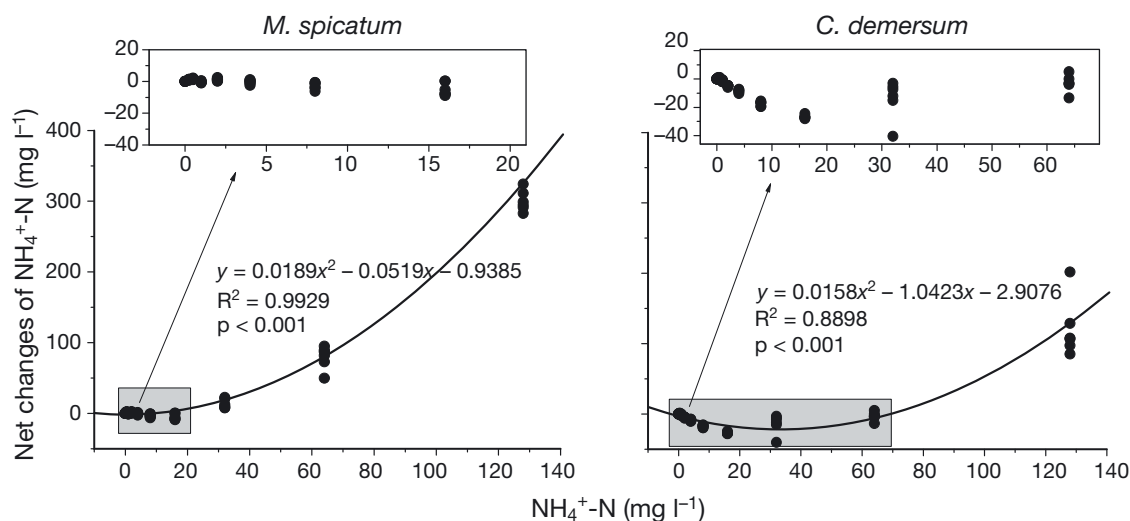 M. spicatum
20
0
–20
–40
0 5 10 15 20
400
300
200
100
0
y = 0.0189x² – 0.0519x – 0.9385
R² = 0.9929
p < 0.001
0 20 40 60 80 100 120 140
Net changes of NH₄⁺-N (mg l⁻¹)
C. demersum
20
0
–20
–40
0 10 20 30 40 50 60
y = 0.0158x² – 1.0423x – 2.9076
R² = 0.8898
p < 0.001
0 20 40 60 80 100 120 140
NH₄⁺-N (mg l⁻¹)